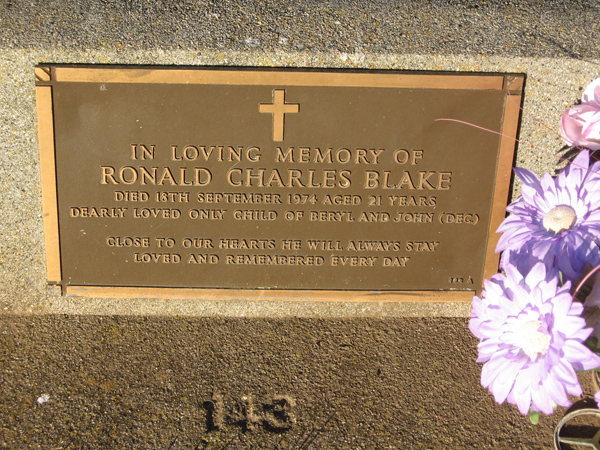 IN LOVING MEMORY OF
RONALD CHARLES BLAKE
DIED 18TH SEPTEMBER 1974 AGED 21 YEARS
DEARLY LOVED ONLY CHILD OF BERYL AND JOHN (DEC)
CLOSE TO OUR HEARTS HE WILL ALWAYS STAY
LOVED AND REMEMBERED EVERY DAY
143 A
143